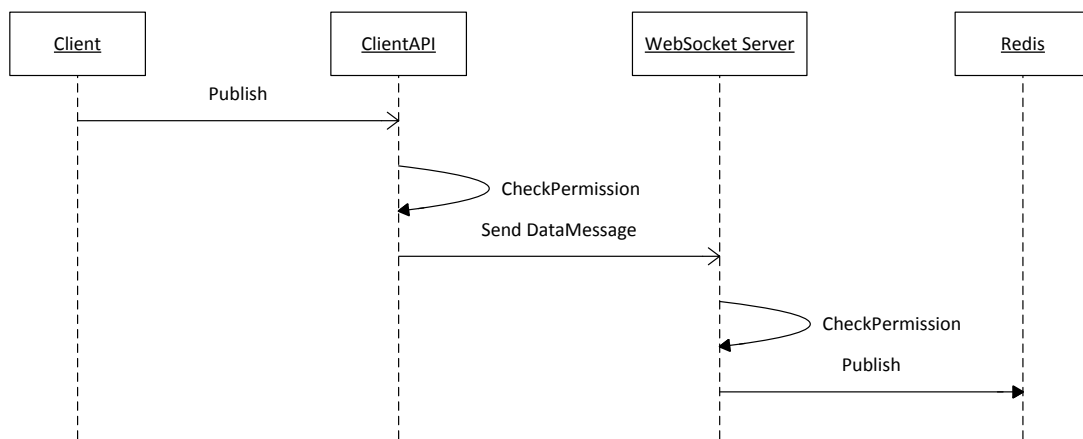 Client
ClientAPI
WebSocket Server
Redis
Publish
CheckPermission
Send DataMessage
CheckPermission
Publish